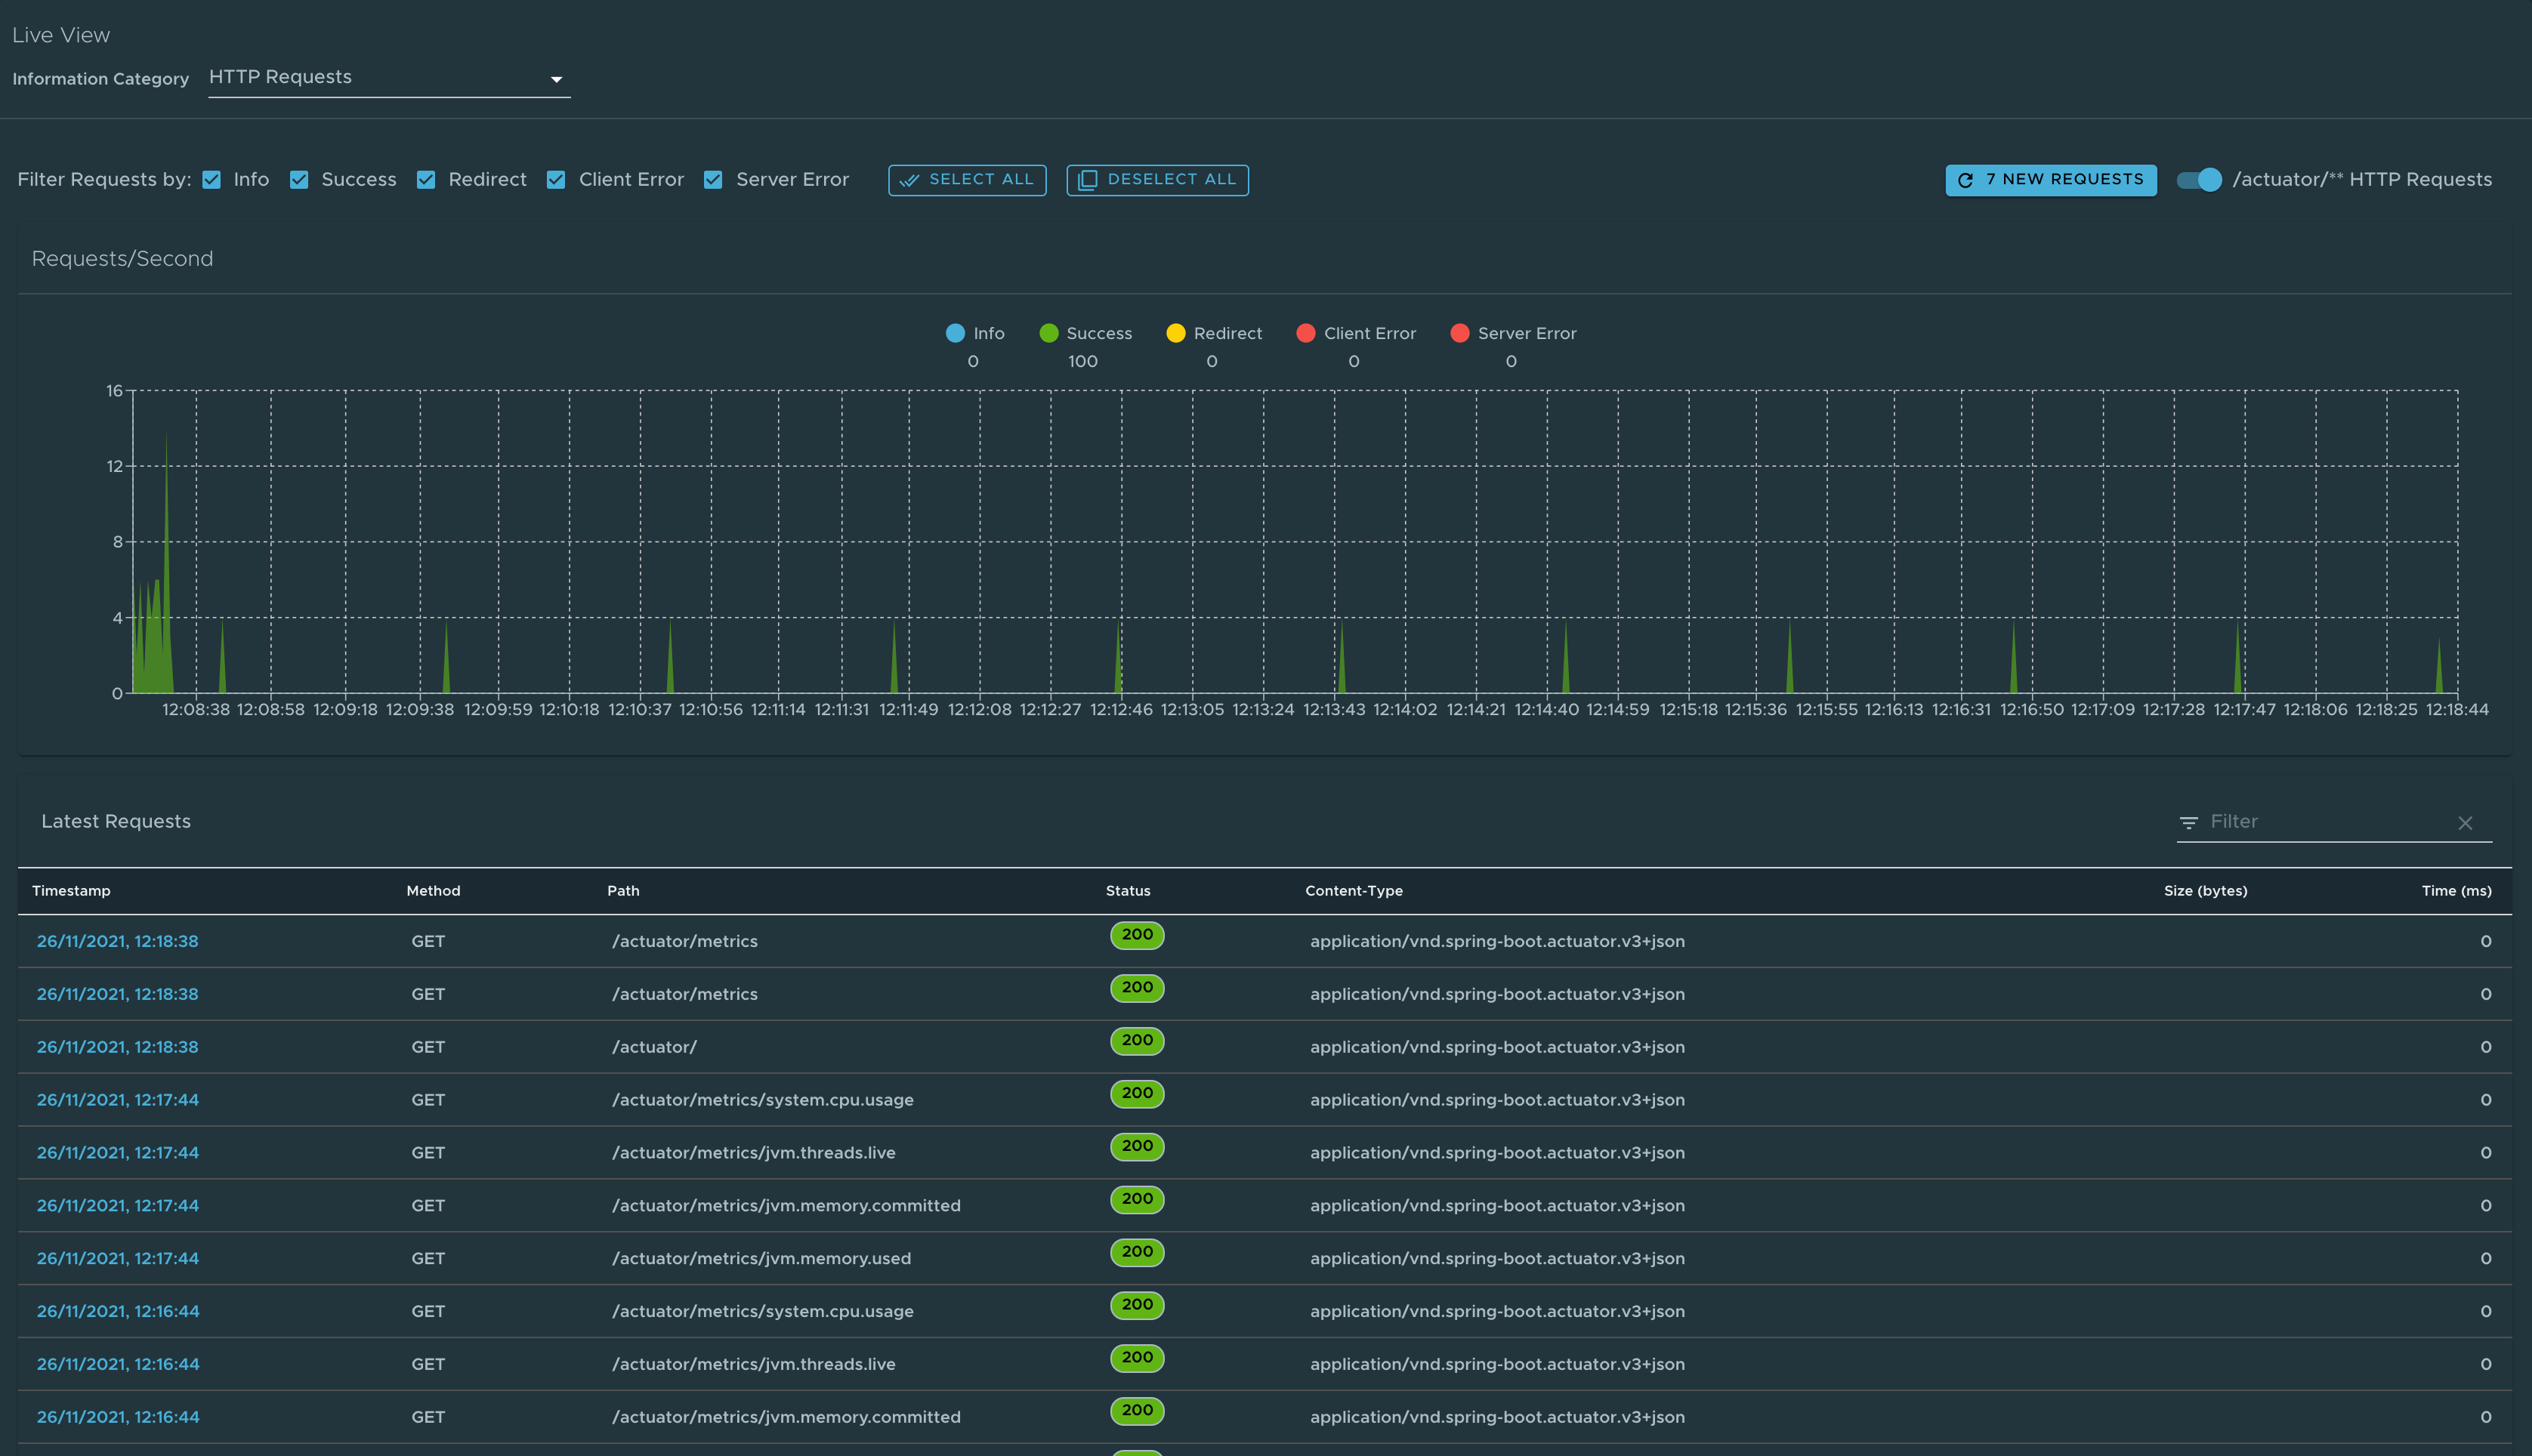 Live View
Information Category HTTP Requests
Filter Requests by: Info Success Redirect Client Error Server Error SELECT ALL DESELECT ALL 7 NEW REQUESTS /actuator/** HTTP Requests
Requests/Second
Info Success Redirect Client Error Server Error
0 100 0 0 0
16
12
8
4
0
12:08:38 12:08:58 12:09:18 12:09:38 12:09:59 12:10:18 12:10:37 12:10:56 12:11:14 12:11:31 12:11:49 12:12:08 12:12:27 12:12:46 12:13:05 12:13:24 12:13:43 12:14:02 12:14:21 12:14:40 12:14:59 12:15:18 12:15:36 12:15:55 12:16:13 12:16:31 12:16:50 12:17:09 12:17:28 12:17:47 12:18:06 12:18:25 12:18:44
Latest Requests Filter
Timestamp Method Path Status Content-Type Size (bytes) Time (ms)
26/11/2021, 12:18:38 GET /actuator/metrics 200 application/vnd.spring-boot.actuator.v3+json 0
26/11/2021, 12:18:38 GET /actuator/metrics 200 application/vnd.spring-boot.actuator.v3+json 0
26/11/2021, 12:18:38 GET /actuator/ 200 application/vnd.spring-boot.actuator.v3+json 0
26/11/2021, 12:17:44 GET /actuator/metrics/system.cpu.usage 200 application/vnd.spring-boot.actuator.v3+json 0
26/11/2021, 12:17:44 GET /actuator/metrics/jvm.threads.live 200 application/vnd.spring-boot.actuator.v3+json 0
26/11/2021, 12:17:44 GET /actuator/metrics/jvm.memory.committed 200 application/vnd.spring-boot.actuator.v3+json 0
26/11/2021, 12:17:44 GET /actuator/metrics/jvm.memory.used 200 application/vnd.spring-boot.actuator.v3+json 0
26/11/2021, 12:16:44 GET /actuator/metrics/system.cpu.usage 200 application/vnd.spring-boot.actuator.v3+json 0
26/11/2021, 12:16:44 GET /actuator/metrics/jvm.threads.live 200 application/vnd.spring-boot.actuator.v3+json 0
26/11/2021, 12:16:44 GET /actuator/metrics/jvm.memory.committed 200 application/vnd.spring-boot.actuator.v3+json 0